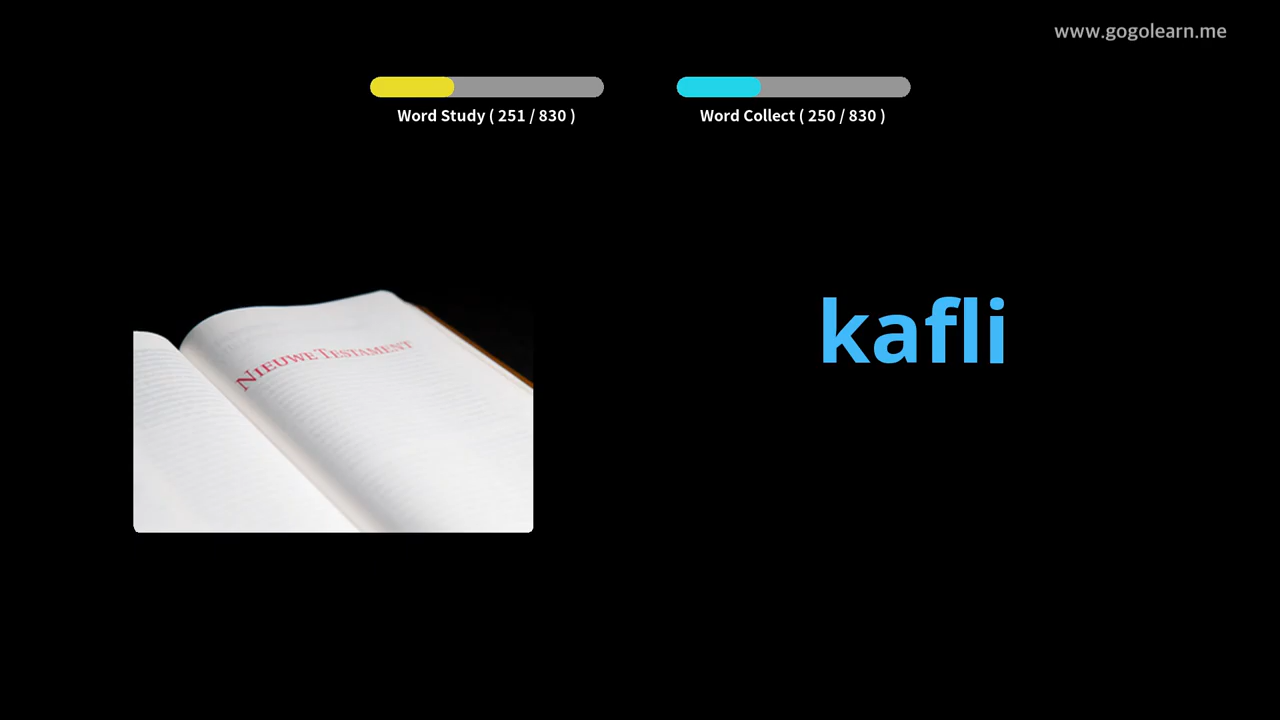 www.gogolearn.me
Word Study ( 251 / 830 )
Word Collect ( 250 / 830 )
NIEUWE TESTAMENT
kafli